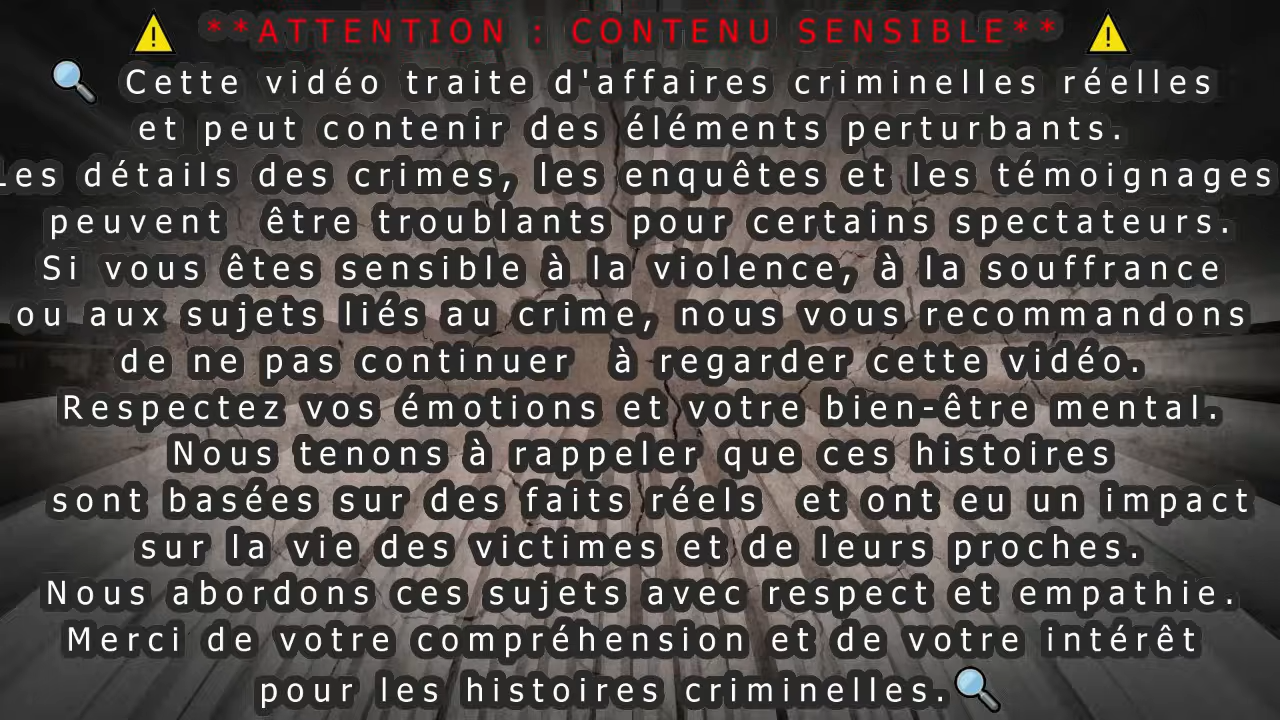 ⚠️ **ATTENTION : CONTENU SENSIBLE** ⚠️
🔍 Cette vidéo traite d'affaires criminelles réelles
et peut contenir des éléments perturbants.
Les détails des crimes, les enquêtes et les témoignages
peuvent être troublants pour certains spectateurs.
Si vous êtes sensible à la violence, à la souffrance
ou aux sujets liés au crime, nous vous recommandons
de ne pas continuer à regarder cette vidéo.
Respectez vos émotions et votre bien-être mental.
Nous tenons à rappeler que ces histoires
sont basées sur des faits réels et ont eu un impact
sur la vie des victimes et de leurs proches.
Nous abordons ces sujets avec respect et empathie.
Merci de votre compréhension et de votre intérêt
pour les histoires criminelles.🔍